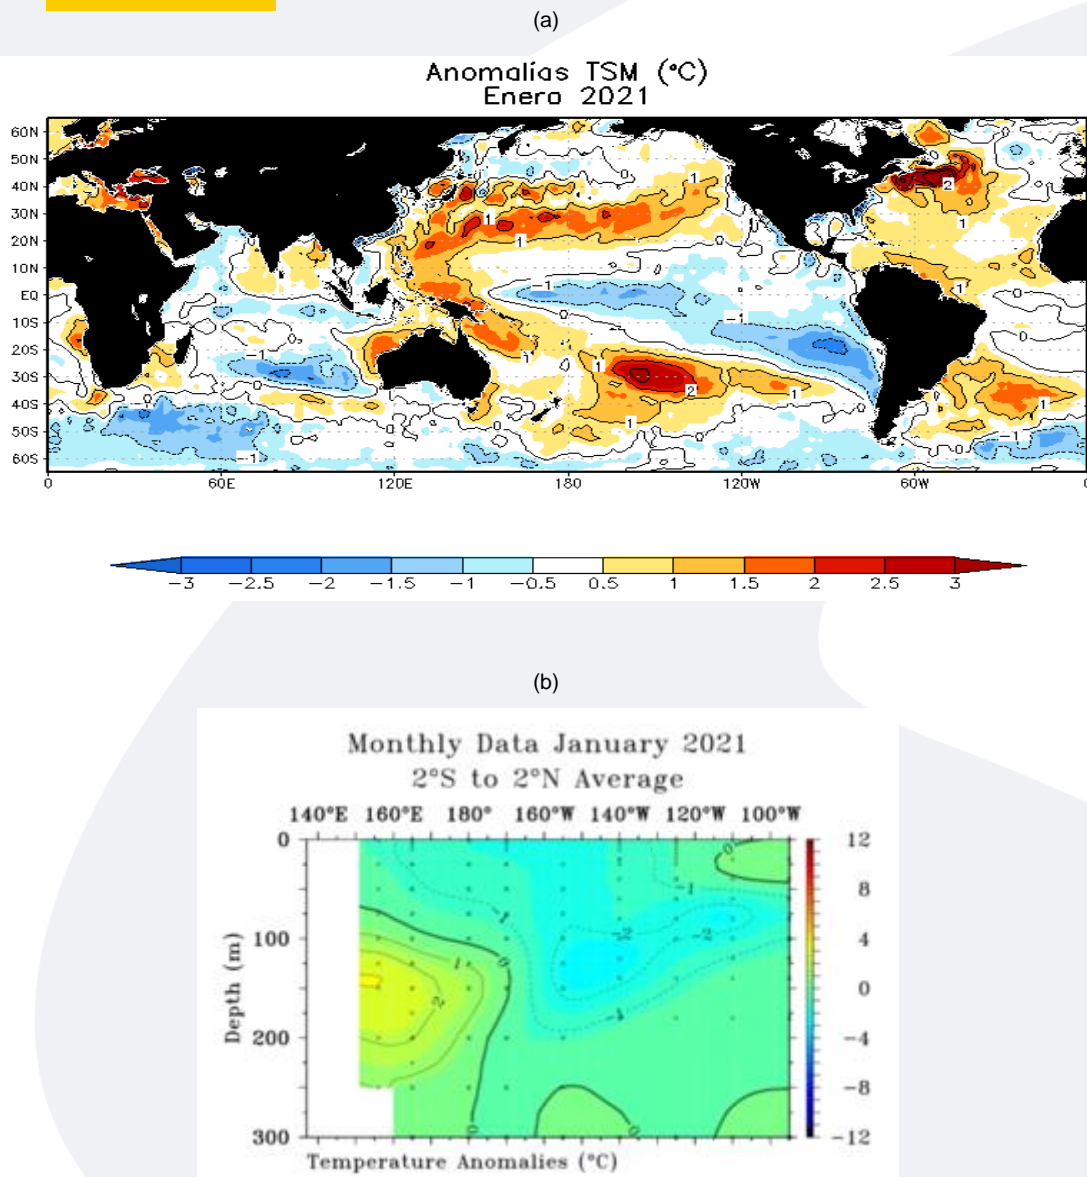 (a)
Anomalías TSM (°C)
Enero 2021
60N
50N
40N
30N
20N
10N
EQ
10S
20S
30S
40S
50S
60S
0 60E 120E 180 120W 60W 0
-3 -2.5 -2 -1.5 -1 -0.5 0.5 1 1.5 2 2.5 3
(b)
Monthly Data January 2021
2°S to 2°N Average
140°E 160°E 180° 160°W 140°W 120°W 100°W
0
100
200
300
Depth (m)
12
8
4
0
-4
-8
-12
Temperature Anomalies (°C)